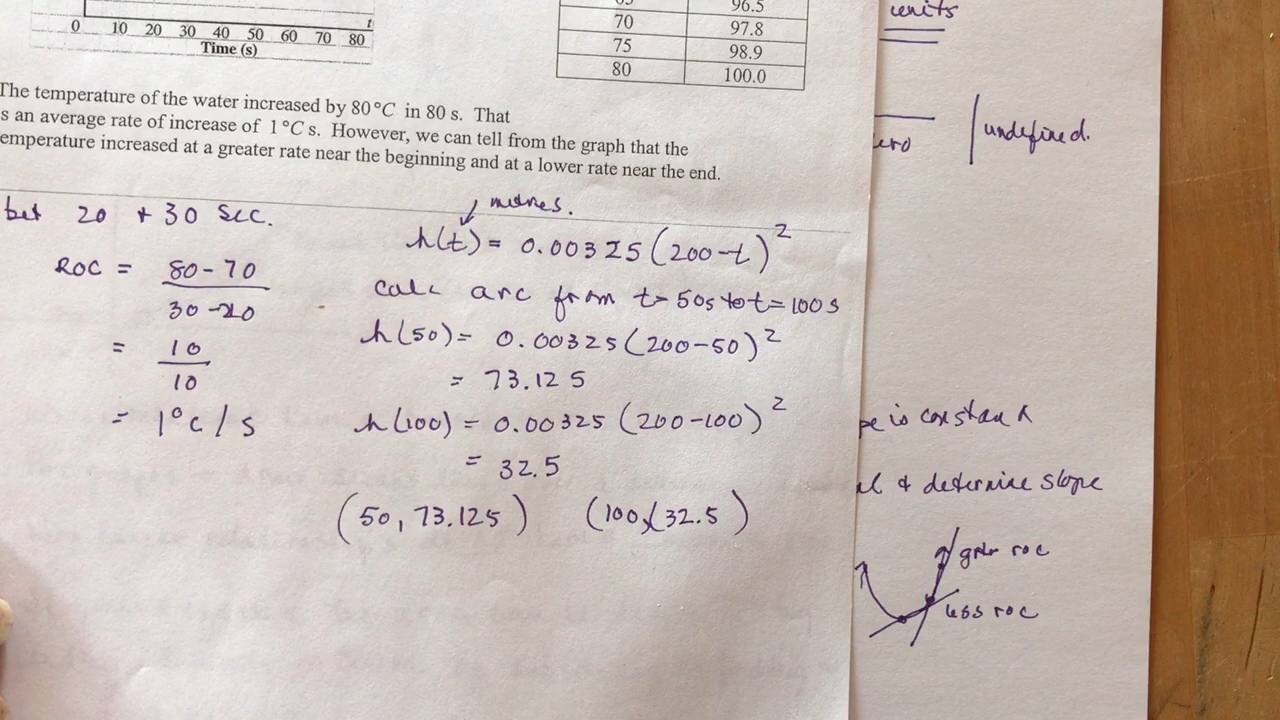 0 10 20 30 40 50 60 70 80 t
Time (s)
96.5
70 97.8
75 98.9
80 100.0
The temperature of the water increased by 80°C in 80 s. That
s an average rate of increase of 1°C s. However, we can tell from the graph that the
emperature increased at a greater rate near the beginning and at a lower rate near the end.
bet 20 + 30 sec.
ROC = 80-70
30-20
= 10
10
= 1°C/s
metres.
h(t) = 0.00325(200-t)²
calc arc from t=50s to t=100s
h(50) = 0.00325(200-50)²
= 73.125
h(100) = 0.00325(200-100)²
= 32.5
(50, 73.125) (100,(32.5)
units
ero
undefined.
pe is constant
& determine slope
grtr roc
less roc